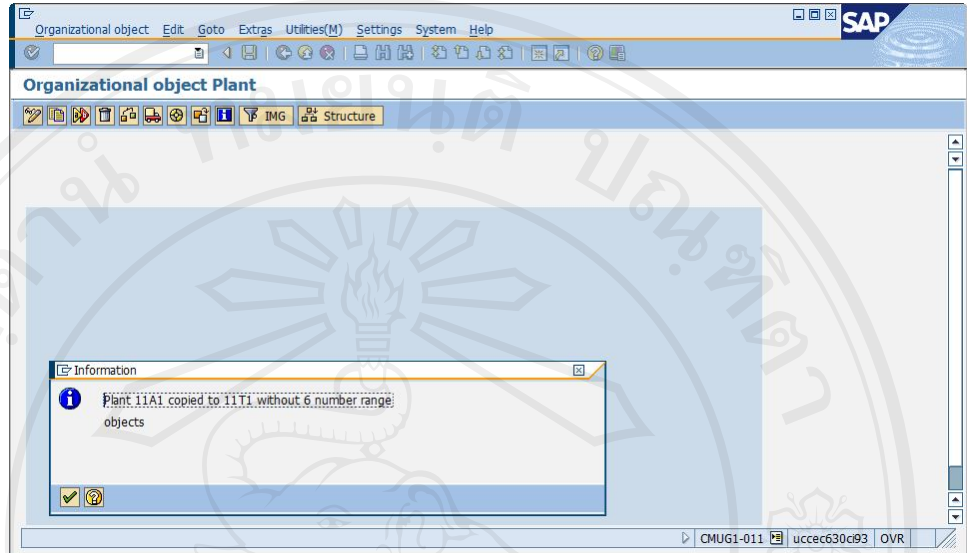 Organizational object Edit Goto Extras Utilities(M) Settings System Help
SAP
Organizational object Plant
IMG Structure
Information
Plant 11A1 copied to 11T1 without 6 number range
objects
CMUG1-011 uccec630ci93 OVR